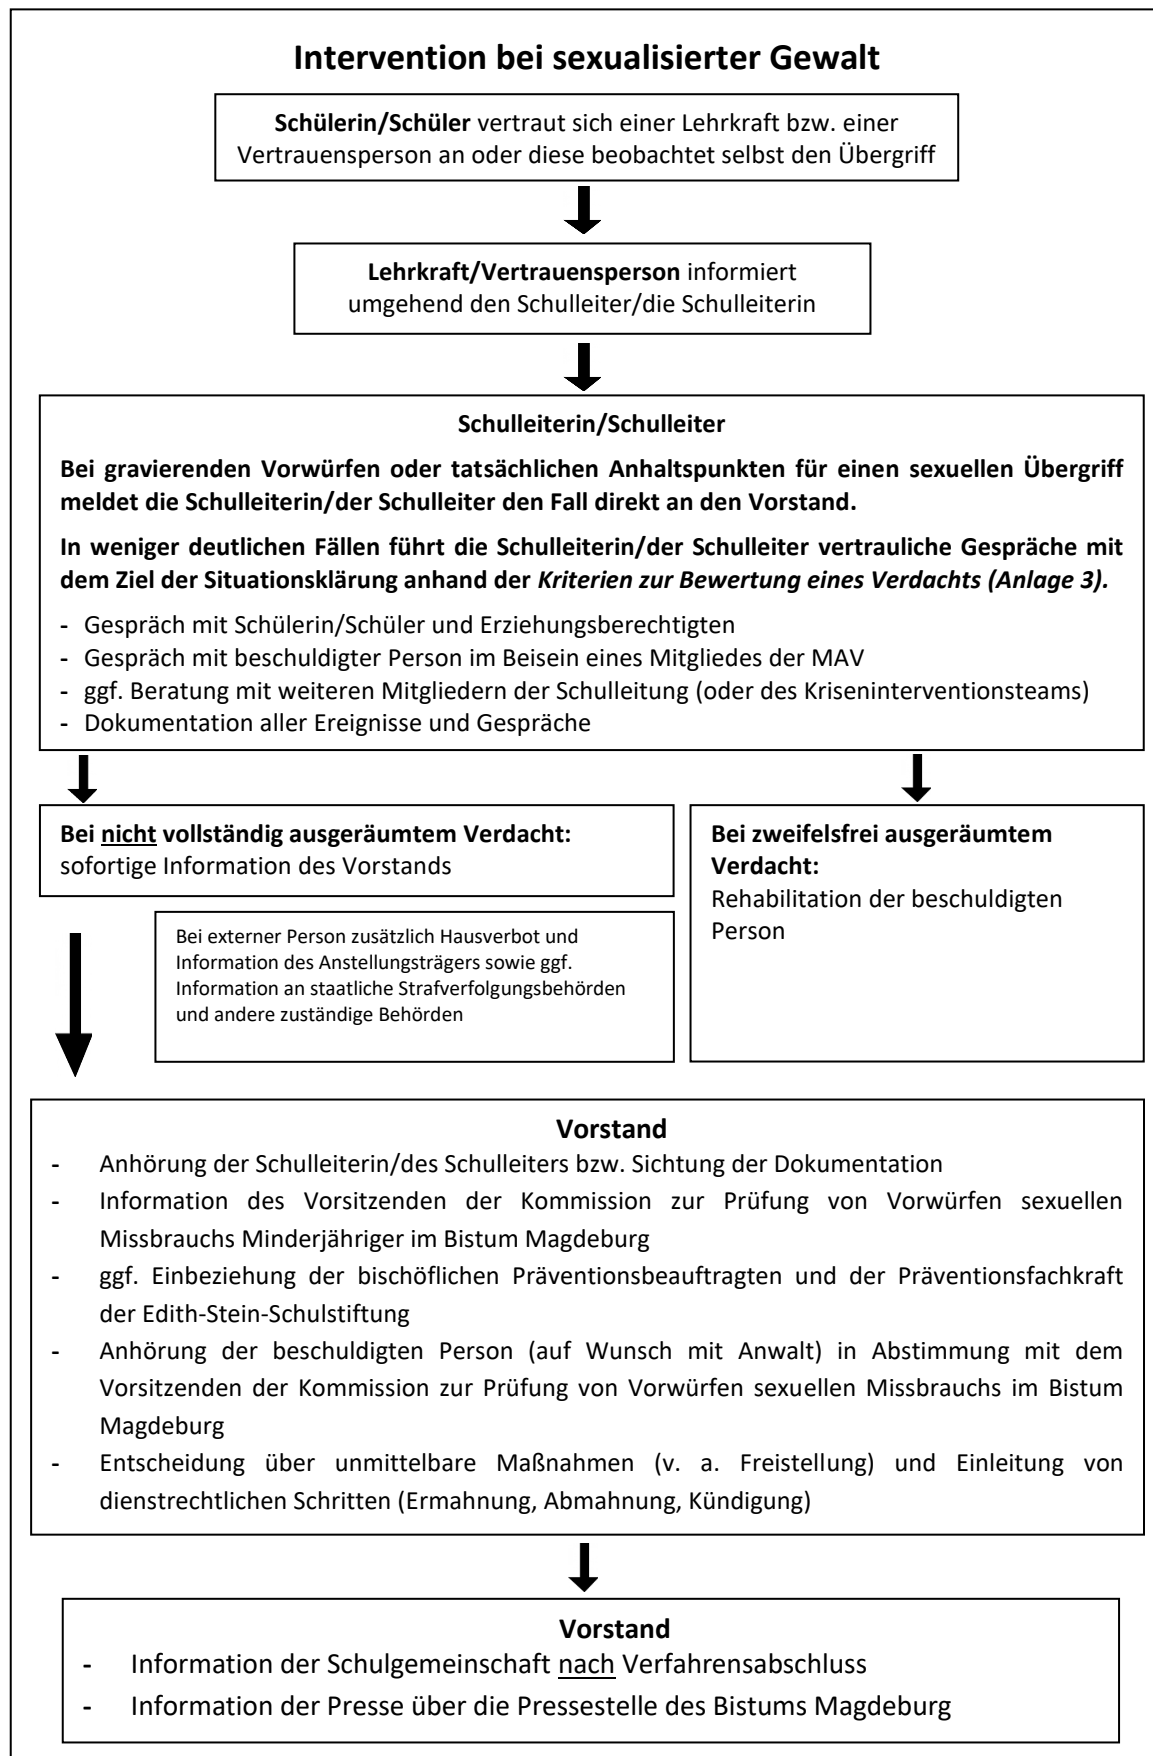 Intervention bei sexualisierter Gewalt
Schülerin/Schüler vertraut sich einer Lehrkraft bzw. einer
Vertrauensperson an oder diese beobachtet selbst den Übergriff
Lehrkraft/Vertrauensperson informiert
umgehend den Schulleiter/die Schulleiterin
Schulleiterin/Schulleiter
Bei gravierenden Vorwürfen oder tatsächlichen Anhaltspunkten für einen sexuellen Übergriff
meldet die Schulleiterin/der Schulleiter den Fall direkt an den Vorstand.
In weniger deutlichen Fällen führt die Schulleiterin/der Schulleiter vertrauliche Gespräche mit
dem Ziel der Situationsklärung anhand der Kriterien zur Bewertung eines Verdachts (Anlage 3).
- Gespräch mit Schülerin/Schüler und Erziehungsberechtigten
- Gespräch mit beschuldigter Person im Beisein eines Mitgliedes der MAV
- ggf. Beratung mit weiteren Mitgliedern der Schulleitung (oder des Kriseninterventionsteams)
- Dokumentation aller Ereignisse und Gespräche
Bei nicht vollständig ausgeräumtem Verdacht:
sofortige Information des Vorstands
Bei externer Person zusätzlich Hausverbot und
Information des Anstellungsträgers sowie ggf.
Information an staatliche Strafverfolgungsbehörden
und andere zuständige Behörden
Bei zweifelsfrei ausgeräumtem
Verdacht:
Rehabilitation der beschuldigten
Person
Vorstand
- Anhörung der Schulleiterin/des Schulleiters bzw. Sichtung der Dokumentation
- Information des Vorsitzenden der Kommission zur Prüfung von Vorwürfen sexuellen
Missbrauchs Minderjähriger im Bistum Magdeburg
- ggf. Einbeziehung der bischöflichen Präventionsbeauftragten und der Präventionsfachkraft
der Edith-Stein-Schulstiftung
- Anhörung der beschuldigten Person (auf Wunsch mit Anwalt) in Abstimmung mit dem
Vorsitzenden der Kommission zur Prüfung von Vorwürfen sexuellen Missbrauchs im Bistum
Magdeburg
- Entscheidung über unmittelbare Maßnahmen (v. a. Freistellung) und Einleitung von
dienstrechtlichen Schritten (Ermahnung, Abmahnung, Kündigung)
Vorstand
- Information der Schulgemeinschaft nach Verfahrensabschluss
- Information der Presse über die Pressestelle des Bistums Magdeburg